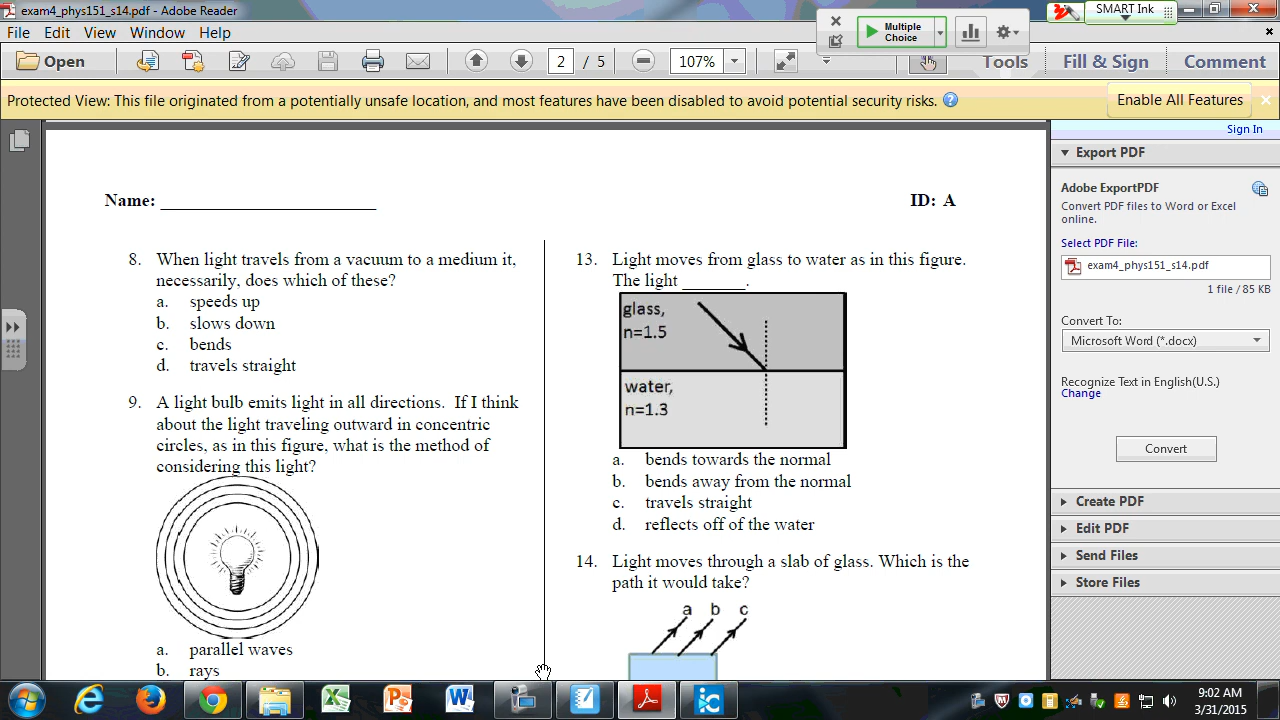 exam4_phys151_s14.pdf - Adobe Reader
SMART Ink
File Edit View Window Help
Multiple
Choice
Open
2 / 5
107%
Tools
Fill & Sign
Comment
Protected View: This file originated from a potentially unsafe location, and most features have been disabled to avoid potential security risks.
Enable All Features
Name: ________________________
ID: A
8. When light travels from a vacuum to a medium it,
necessarily, does which of these?
a. speeds up
b. slows down
c. bends
d. travels straight
9. A light bulb emits light in all directions. If I think
about the light traveling outward in concentric
circles, as in this figure, what is the method of
considering this light?
a. parallel waves
b. rays
13. Light moves from glass to water as in this figure.
The light _______.
glass,
n=1.5
water,
n=1.3
a. bends towards the normal
b. bends away from the normal
c. travels straight
d. reflects off of the water
14. Light moves through a slab of glass. Which is the
path it would take?
a b c
Sign In
Export PDF
Adobe ExportPDF
Convert PDF files to Word or Excel
online.
Select PDF File:
exam4_phys151_s14.pdf
1 file / 85 KB
Convert To:
Microsoft Word (*.docx)
Recognize Text in English(U.S.)
Change
Convert
Create PDF
Edit PDF
Send Files
Store Files
9:02 AM
3/31/2015